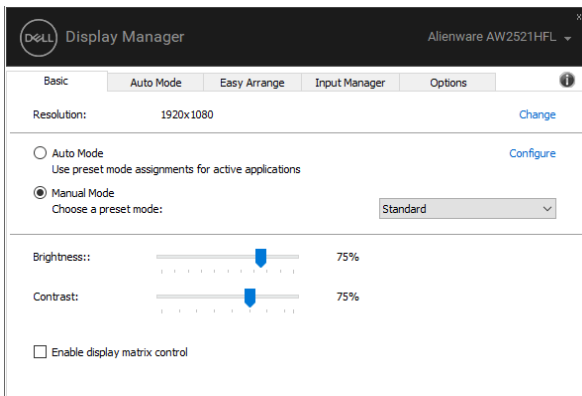 DELL Display Manager Alienware AW2521HFL
Basic Auto Mode Easy Arrange Input Manager Options
Resolution: 1920x1080 Change
Auto Mode Configure
Use preset mode assignments for active applications
Manual Mode
Choose a preset mode: Standard
Brightness:: 75%
Contrast: 75%
Enable display matrix control